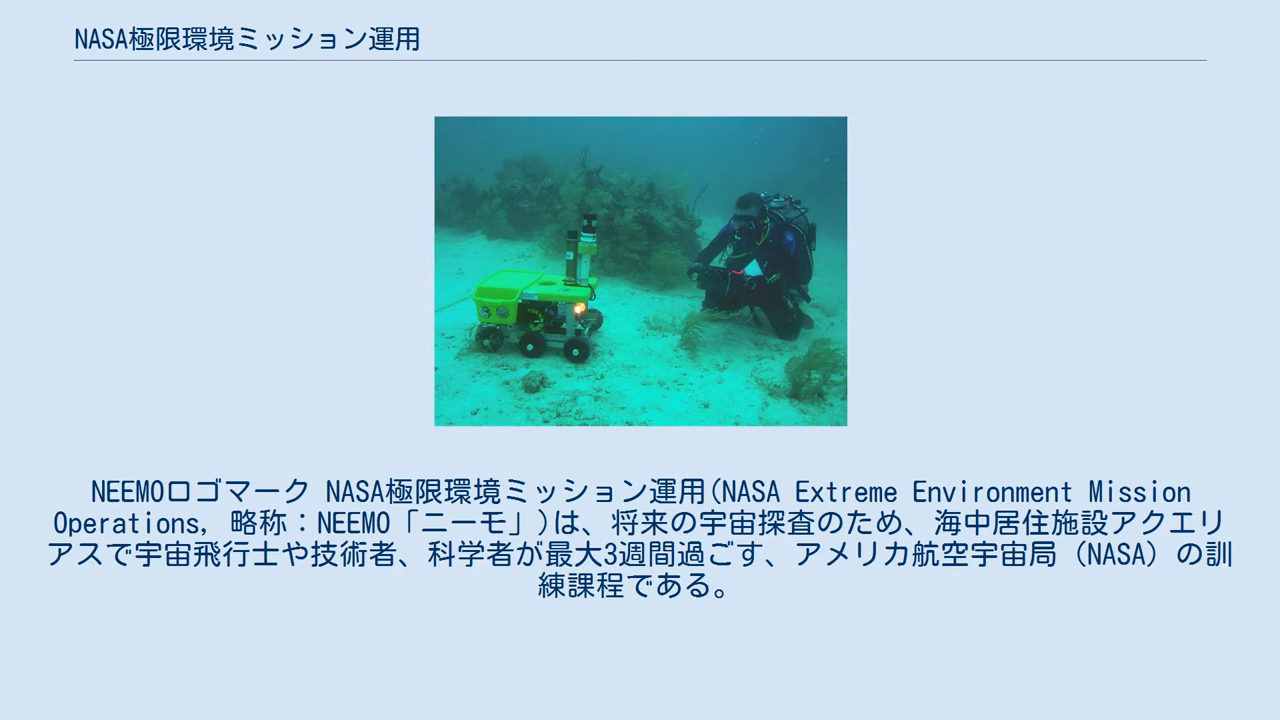 NASA極限環境ミッション運用
NEEMOロゴマーク NASA極限環境ミッション運用(NASA Extreme Environment Mission
Operations, 略称：NEEMO「ニーモ」)は、将来の宇宙探査のため、海中居住施設アクエリ
アスで宇宙飛行士や技術者、科学者が最大3週間過ごす、アメリカ航空宇宙局（NASA）の訓
練課程である。